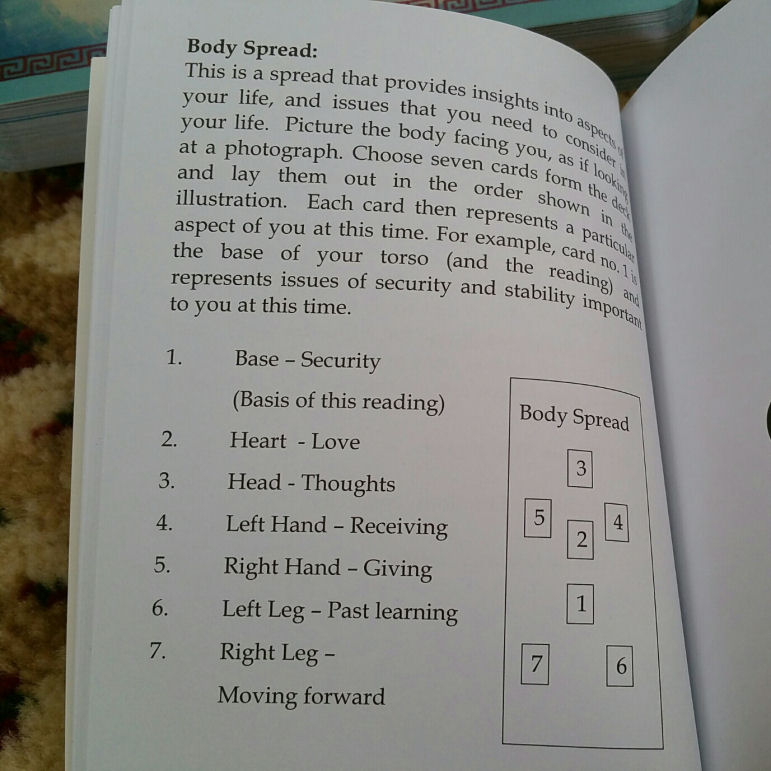 Body Spread:
This is a spread that provides insights into aspects of
your life, and issues that you need to consider in
your life. Picture the body facing you, as if looking
at a photograph. Choose seven cards form the deck
and lay them out in the order shown in the
illustration. Each card then represents a particular
aspect of you at this time. For example, card no. 1 is
the base of your torso (and the reading) and
represents issues of security and stability important
to you at this time.
1. Base – Security
(Basis of this reading)
2. Heart - Love
3. Head - Thoughts
4. Left Hand – Receiving
5. Right Hand – Giving
6. Left Leg – Past learning
7. Right Leg –
Moving forward
Body Spread
3
5 4
2
1
7 6